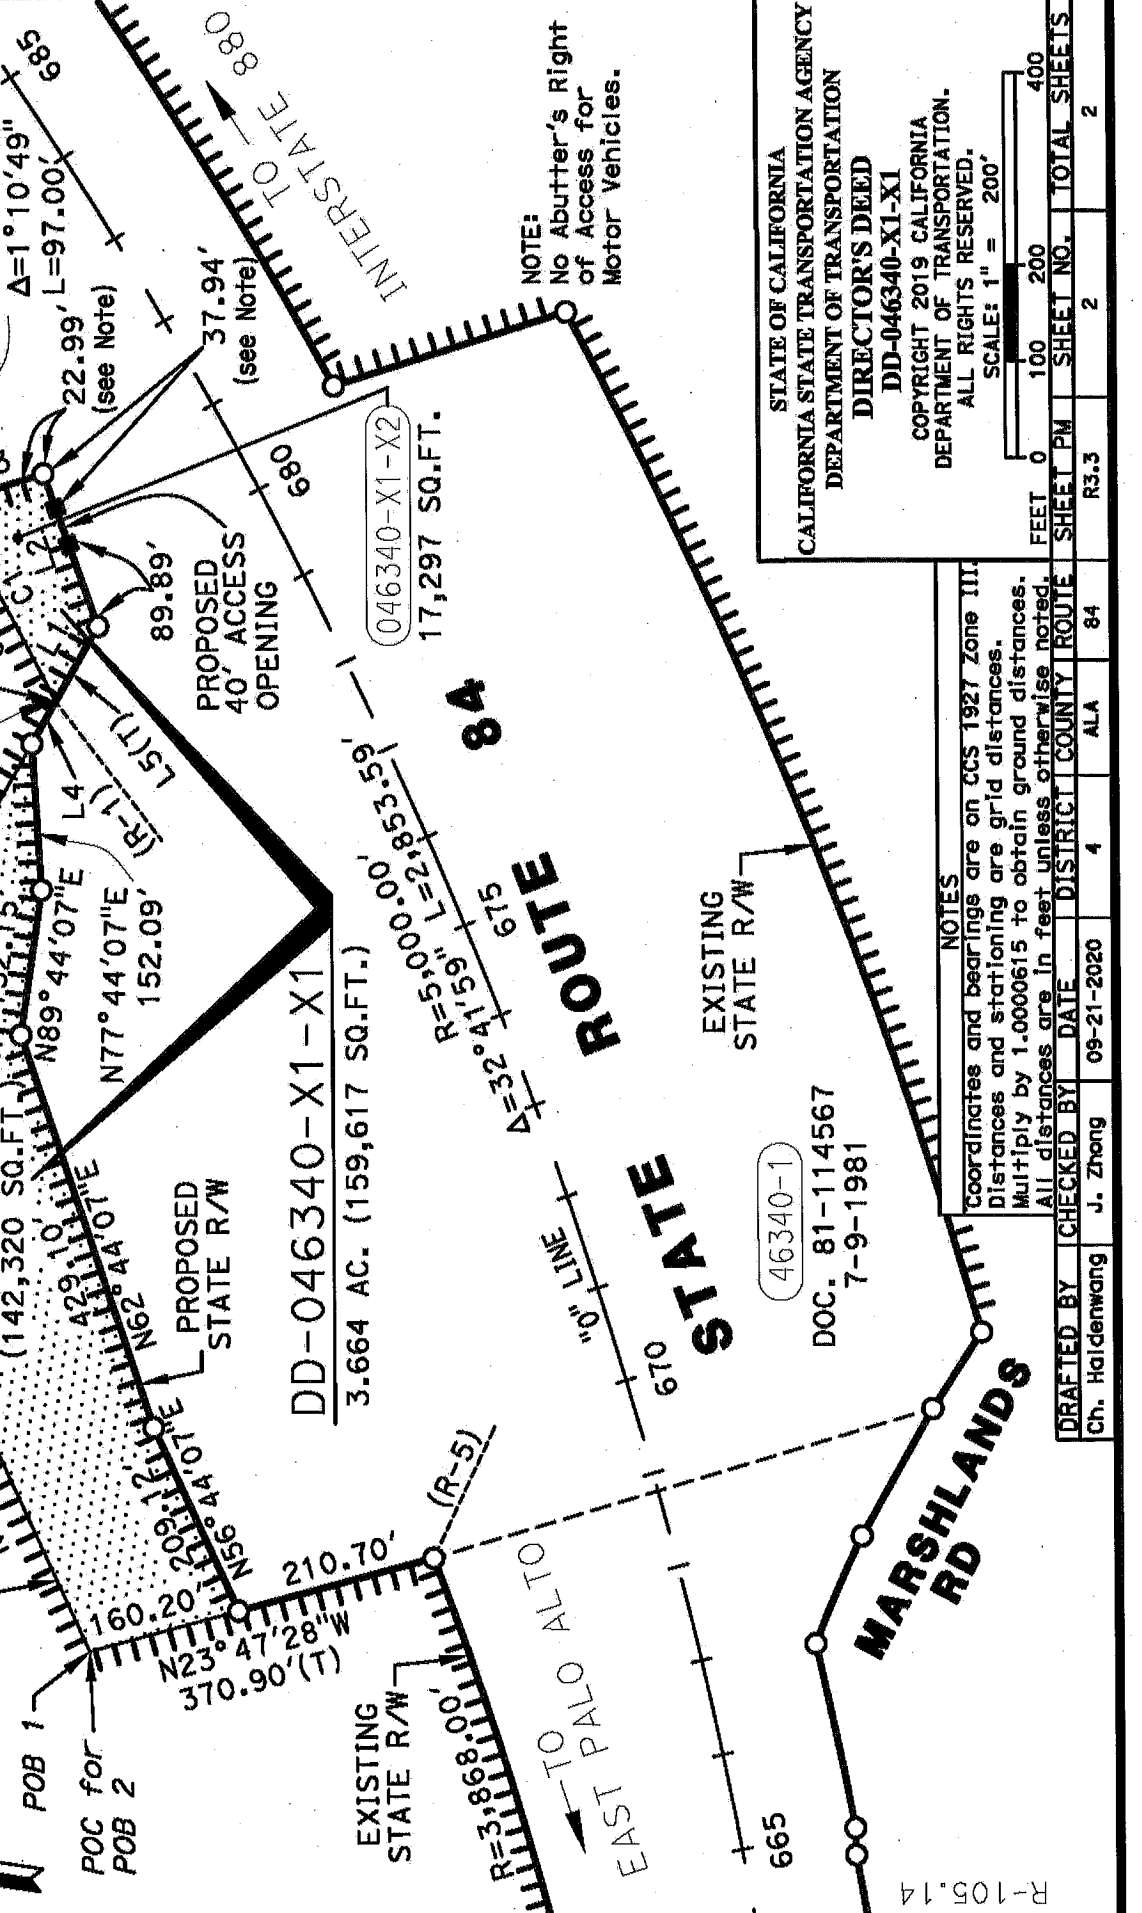 POB 1
POC for
POB 2
(142,320 SQ.FT.)
160.20'
N23°47'28"W
370.90'(T)
210.70'
209.12'
N56°44'07"E
429.10'
N62°44'07"E
PROPOSED
STATE R/W
N77°44'07"E
152.09'
N89°44'07"E
L4
(R-1)
L5(T)
L2
89.89'
PROPOSED
40' ACCESS
OPENING
22.99'
(see Note)
37.94'
(see Note)
Δ=1°10'49"
L=97.00'
685
TO
INTERSTATE 880
NOTE:
No Abutter's Right
of Access for
Motor Vehicles.
DD-046340-X1-X1
3.664 AC. (159,617 SQ.FT.)
046340-X1-X2
17,297 SQ.FT.
680
R=5,000.00'
Δ=32°41'59" L=2,853.59'
675
"O" LINE
670
STATE ROUTE 84
EXISTING
STATE R/W
46340-1
DOC. 81-114567
7-9-1981
(R-5)
EXISTING
STATE R/W
R=3,868.00'
TO
EAST PALO ALTO
665
MARSHLANDS
RD
R-105.14
NOTES
Coordinates and bearings are on CCS 1927 Zone III.
Distances and stationing are grid distances.
Multiply by 1.0000615 to obtain ground distances.
All distances are in feet unless otherwise noted.
STATE OF CALIFORNIA
CALIFORNIA STATE TRANSPORTATION AGENCY
DEPARTMENT OF TRANSPORTATION
DIRECTOR'S DEED
DD-046340-X1-X1
COPYRIGHT 2019 CALIFORNIA
DEPARTMENT OF TRANSPORTATION.
ALL RIGHTS RESERVED.
SCALE: 1" = 200'
FEET 0 100 200 400
DRAFTED BY CHECKED BY DATE DISTRICT COUNTY ROUTE SHEET PM SHEET NO. TOTAL SHEETS
Ch. Haldenwang J. Zhong 09-21-2020 4 ALA 84 R3.3 2 2